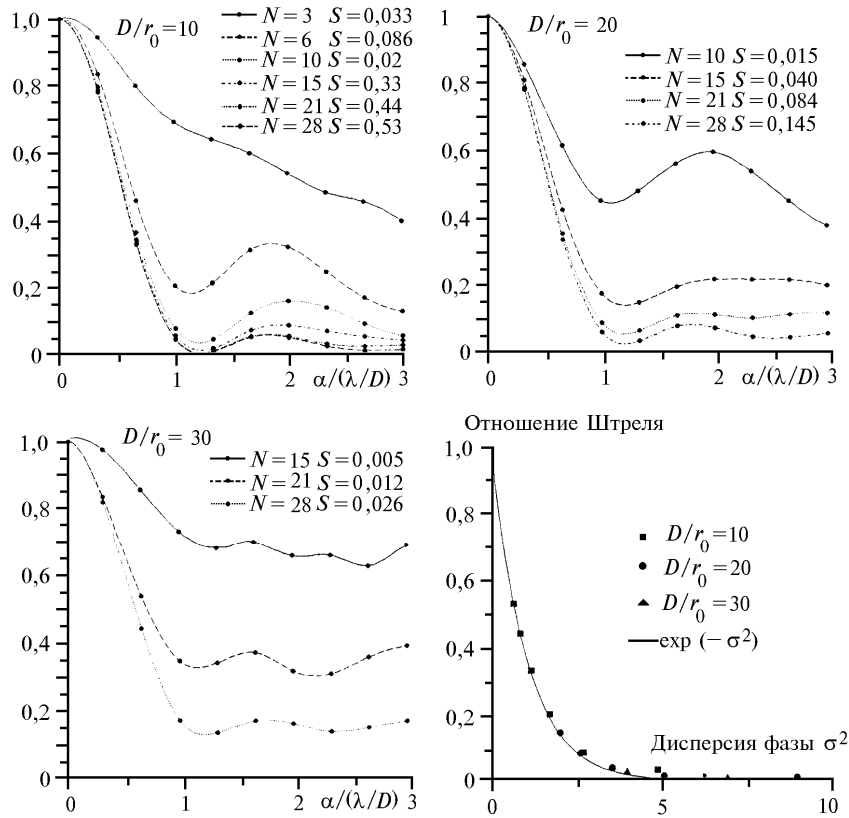 D/r0 = 10
N = 3 S = 0,033
N = 6 S = 0,086
N = 10 S = 0,02
N = 15 S = 0,33
N = 21 S = 0,44
N = 28 S = 0,53
1,0
0,8
0,6
0,4
0,2
0
0 1 2 α/(λ/D) 3
D/r0 = 20
N = 10 S = 0,015
N = 15 S = 0,040
N = 21 S = 0,084
N = 28 S = 0,145
1
0,8
0,6
0,4
0,2
0
0 1 2 α/(λ/D) 3
D/r0 = 30
N = 15 S = 0,005
N = 21 S = 0,012
N = 28 S = 0,026
1,0
0,8
0,6
0,4
0,2
0
0 1 2 α/(λ/D) 3
Отношение Штреля
1,0
0,8
0,6
0,4
0,2
0
D/r0 = 10
D/r0 = 20
D/r0 = 30
exp (− σ²)
Дисперсия фазы σ²
0 5 10